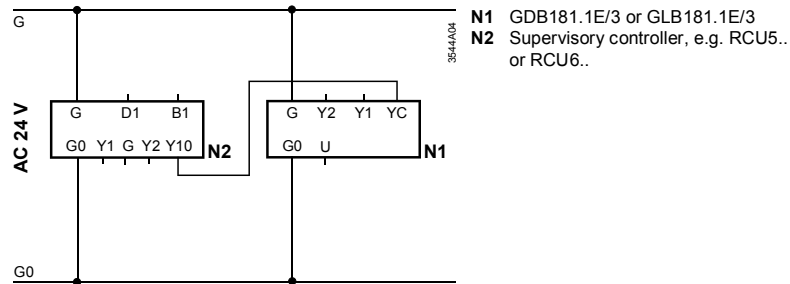 G
AC 24 V
G D1 B1
G0 Y1 G Y2 Y10
N2
G Y2 Y1 YC
G0 U
N1
G0
3544A04
N1 GDB181.1E/3 or GLB181.1E/3
N2 Supervisory controller, e.g. RCU5..
or RCU6..